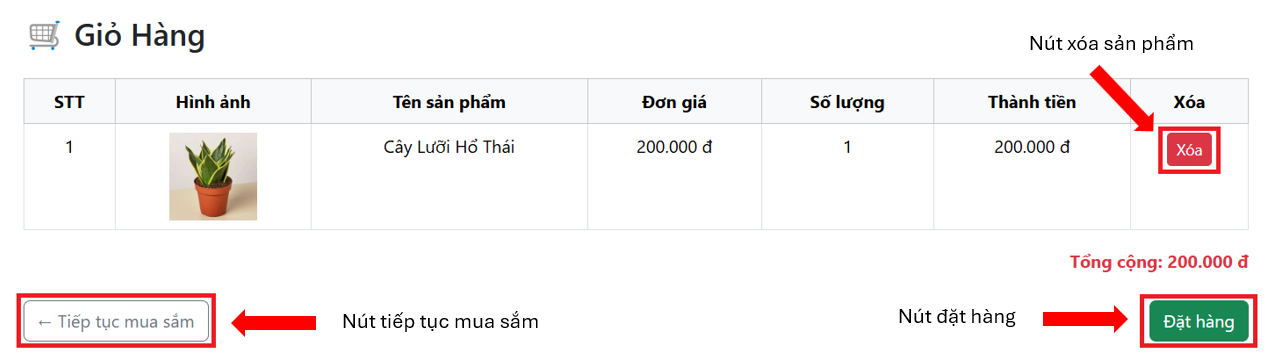 Giỏ Hàng
Nút xóa sản phẩm
STT Hình ảnh Tên sản phẩm Đơn giá Số lượng Thành tiền Xóa
1 Cây Lưỡi Hổ Thái 200.000 đ 1 200.000 đ Xóa
Tổng cộng: 200.000 đ
← Tiếp tục mua sắm Nút tiếp tục mua sắm Nút đặt hàng Đặt hàng